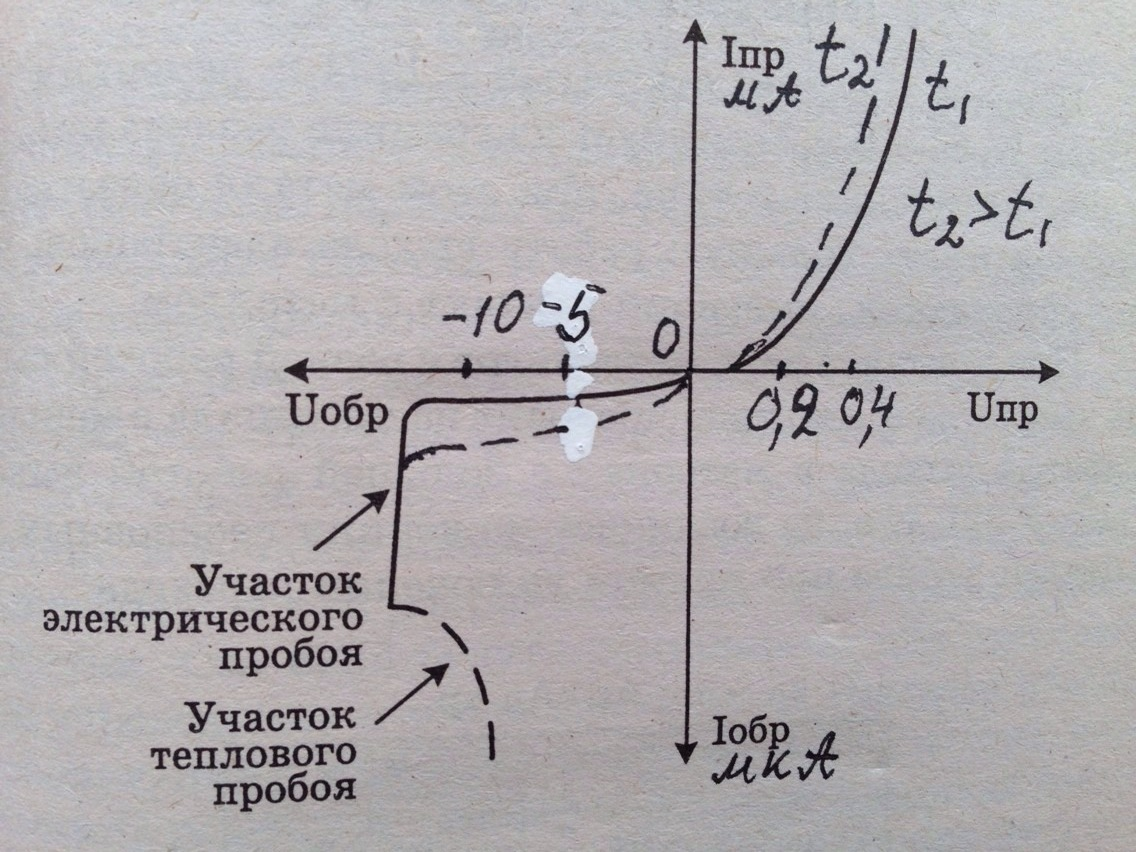 Iпр
мА
t2
t1
t2>t1
-10
-5
0
Uобр
0,2
0,4
Uпр
Участок
электрического
пробоя
Участок
теплового
пробоя
Iобр
мкА